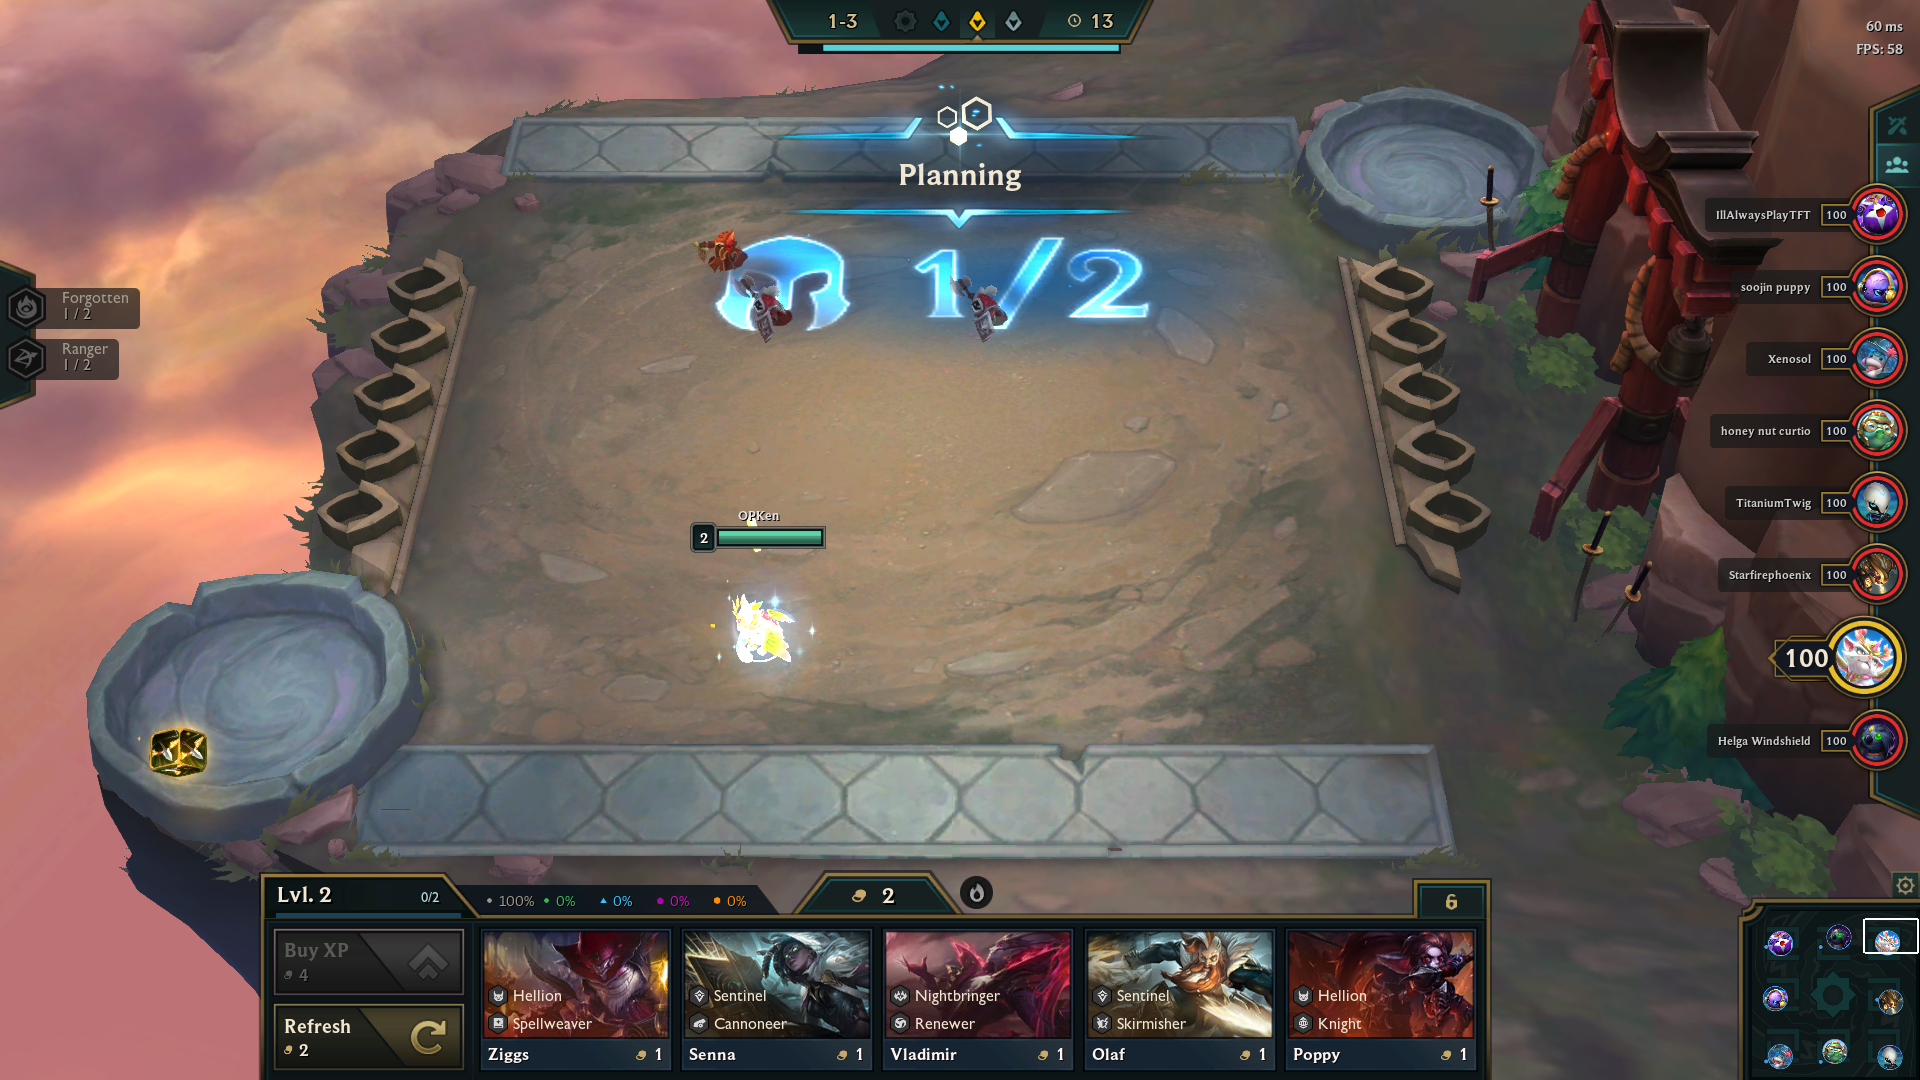 1-3
13
60 ms
FPS: 58
Planning
1/2
Forgotten
1 / 2
Ranger
1 / 2
IllAlwaysPlayTFT 100
soojin puppy 100
Xenosol 100
honey nut curtio 100
TitaniumTwig 100
Starfirephoenix 100
100
Helga Windshield 100
OPKen
2
Lvl. 2 0/2
100% 0% 0% 0% 0%
2
6
Buy XP
4
Refresh
2
Hellion
Spellweaver
Ziggs 1
Sentinel
Cannoneer
Senna 1
Nightbringer
Renewer
Vladimir 1
Sentinel
Skirmisher
Olaf 1
Hellion
Knight
Poppy 1